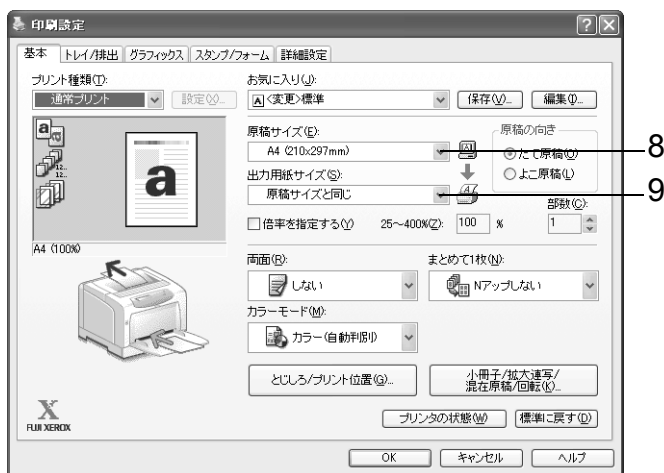 印刷設定
基本 トレイ/排出 グラフィックス スタンプ/フォーム 詳細設定
プリント種類(T):
通常プリント 設定(X)...
お気に入り(J):
A <変更>標準 保存(V)... 編集(I)...
原稿サイズ(E):
A4 (210x297mm)
8
原稿の向き
たて原稿(O)
よこ原稿(L)
出力用紙サイズ(S):
原稿サイズと同じ
9
部数(C):
倍率を指定する(Y) 25～400%(Z): 100 % 1
a
A4 (100%)
両面(R):
しない
まとめて1枚(N):
Nアップしない
カラーモード(M):
カラー(自動判別)
とじしろ/プリント位置(G)...
小冊子/拡大連写/
混在原稿/回転(K)...
X
FUJI XEROX
プリンタの状態(W) 標準に戻す(D)
OK キャンセル ヘルプ